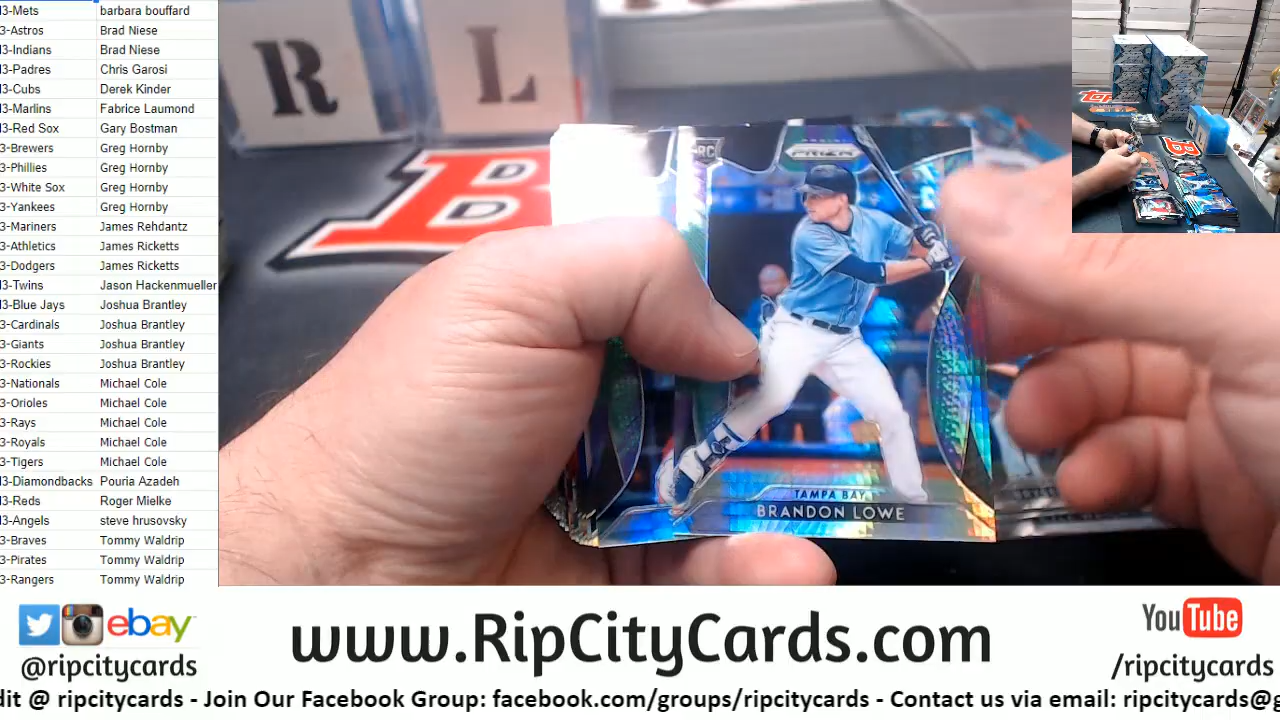 3-Mets barbara bouffard
3-Astros Brad Niese
3-Indians Brad Niese
3-Padres Chris Garosi
3-Cubs Derek Kinder
3-Marlins Fabrice Laumond
3-Red Sox Gary Bostman
3-Brewers Greg Hornby
3-Phillies Greg Hornby
3-White Sox Greg Hornby
3-Yankees Greg Hornby
3-Mariners James Rehdantz
3-Athletics James Ricketts
3-Dodgers James Ricketts
3-Twins Jason Hackenmueller
3-Blue Jays Joshua Brantley
3-Cardinals Joshua Brantley
3-Giants Joshua Brantley
3-Rockies Joshua Brantley
3-Nationals Michael Cole
3-Orioles Michael Cole
3-Rays Michael Cole
3-Royals Michael Cole
3-Tigers Michael Cole
3-Diamondbacks Pouria Azadeh
3-Reds Roger Mielke
3-Angels steve hrusovsky
3-Braves Tommy Waldrip
3-Pirates Tommy Waldrip
3-Rangers Tommy Waldrip
R L
B
D
D
RC
PRIZM
TAMPA BAY
BRANDON LOWE
ebay
@ripcitycards
www.RipCityCards.com
YouTube
/ripcitycards
dit @ ripcitycards - Join Our Facebook Group: facebook.com/groups/ripcitycards - Contact us via email: ripcitycards@g